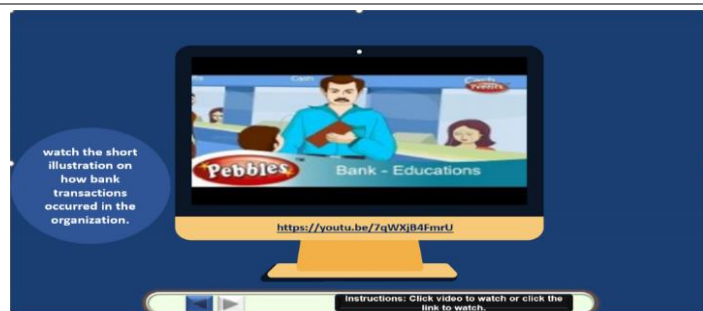 Cash
Pebbles
watch the short
illustration on
how bank
transactions
occurred in the
organization.
Pebbles
Bank - Educations
https://youtu.be/7qWXjB4FmrU
Instructions: Click video to watch or click the
link to watch.